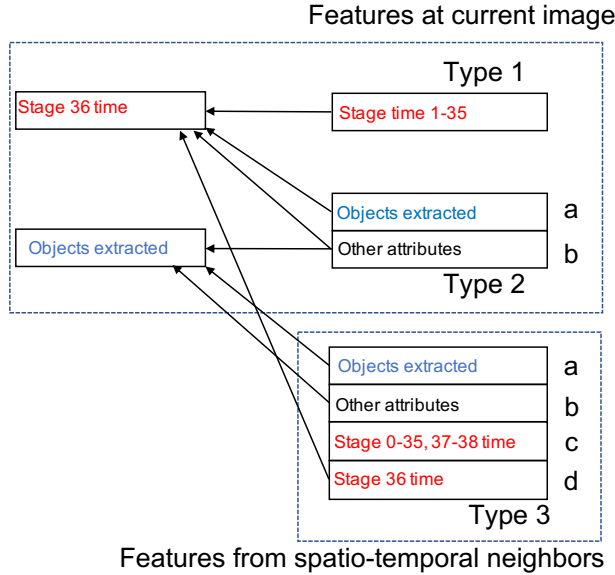 Features at current image
Type 1
Stage 36 time
Stage time 1-35
Objects extracted
a
Objects extracted
Other attributes
b
Type 2
Objects extracted
a
Other attributes
b
Stage 0-35, 37-38 time
c
Stage 36 time
d
Type 3
Features from spatio-temporal neighbors